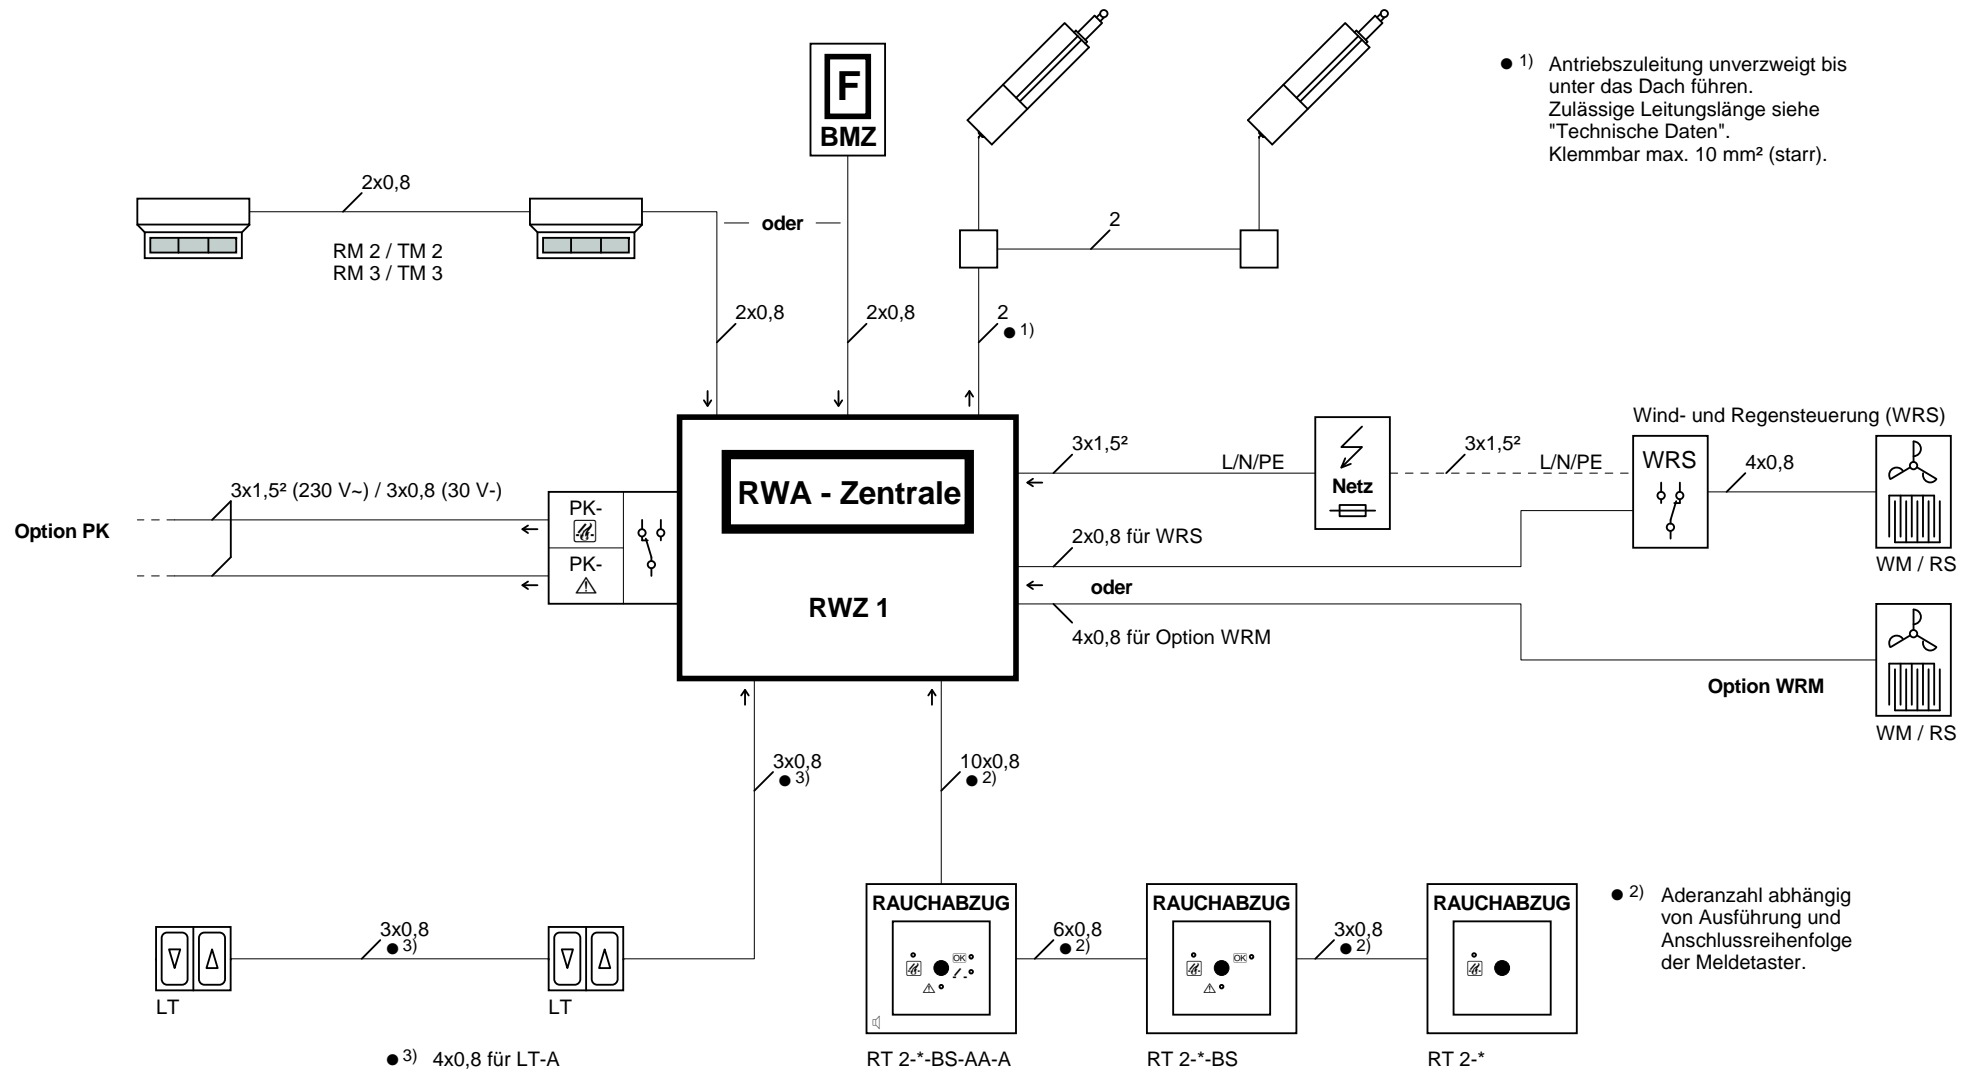 F
BMZ
● 1) Antriebszuleitung unverzweigt bis
unter das Dach führen.
Zulässige Leitungslänge siehe
"Technische Daten".
Klemmbar max. 10 mm² (starr).
2x0,8
RM 2 / TM 2
RM 3 / TM 3
oder
2
2x0,8
2x0,8
2
● 1)
Wind- und Regensteuerung (WRS)
3x1,5²
L/N/PE
Netz
3x1,5²
L/N/PE
WRS
4x0,8
WM / RS
RWA - Zentrale
RWZ 1
3x1,5² (230 V~) / 3x0,8 (30 V-)
Option PK
PK-
PK-
2x0,8 für WRS
oder
4x0,8 für Option WRM
Option WRM
WM / RS
3x0,8
● 3)
10x0,8
● 2)
3x0,8
● 3)
LT
LT
● 3) 4x0,8 für LT-A
RAUCHABZUG
OK
RT 2-*-BS-AA-A
6x0,8
● 2)
RAUCHABZUG
OK
RT 2-*-BS
3x0,8
● 2)
RAUCHABZUG
RT 2-*
● 2) Aderanzahl abhängig
von Ausführung und
Anschlussreihenfolge
der Meldetaster.